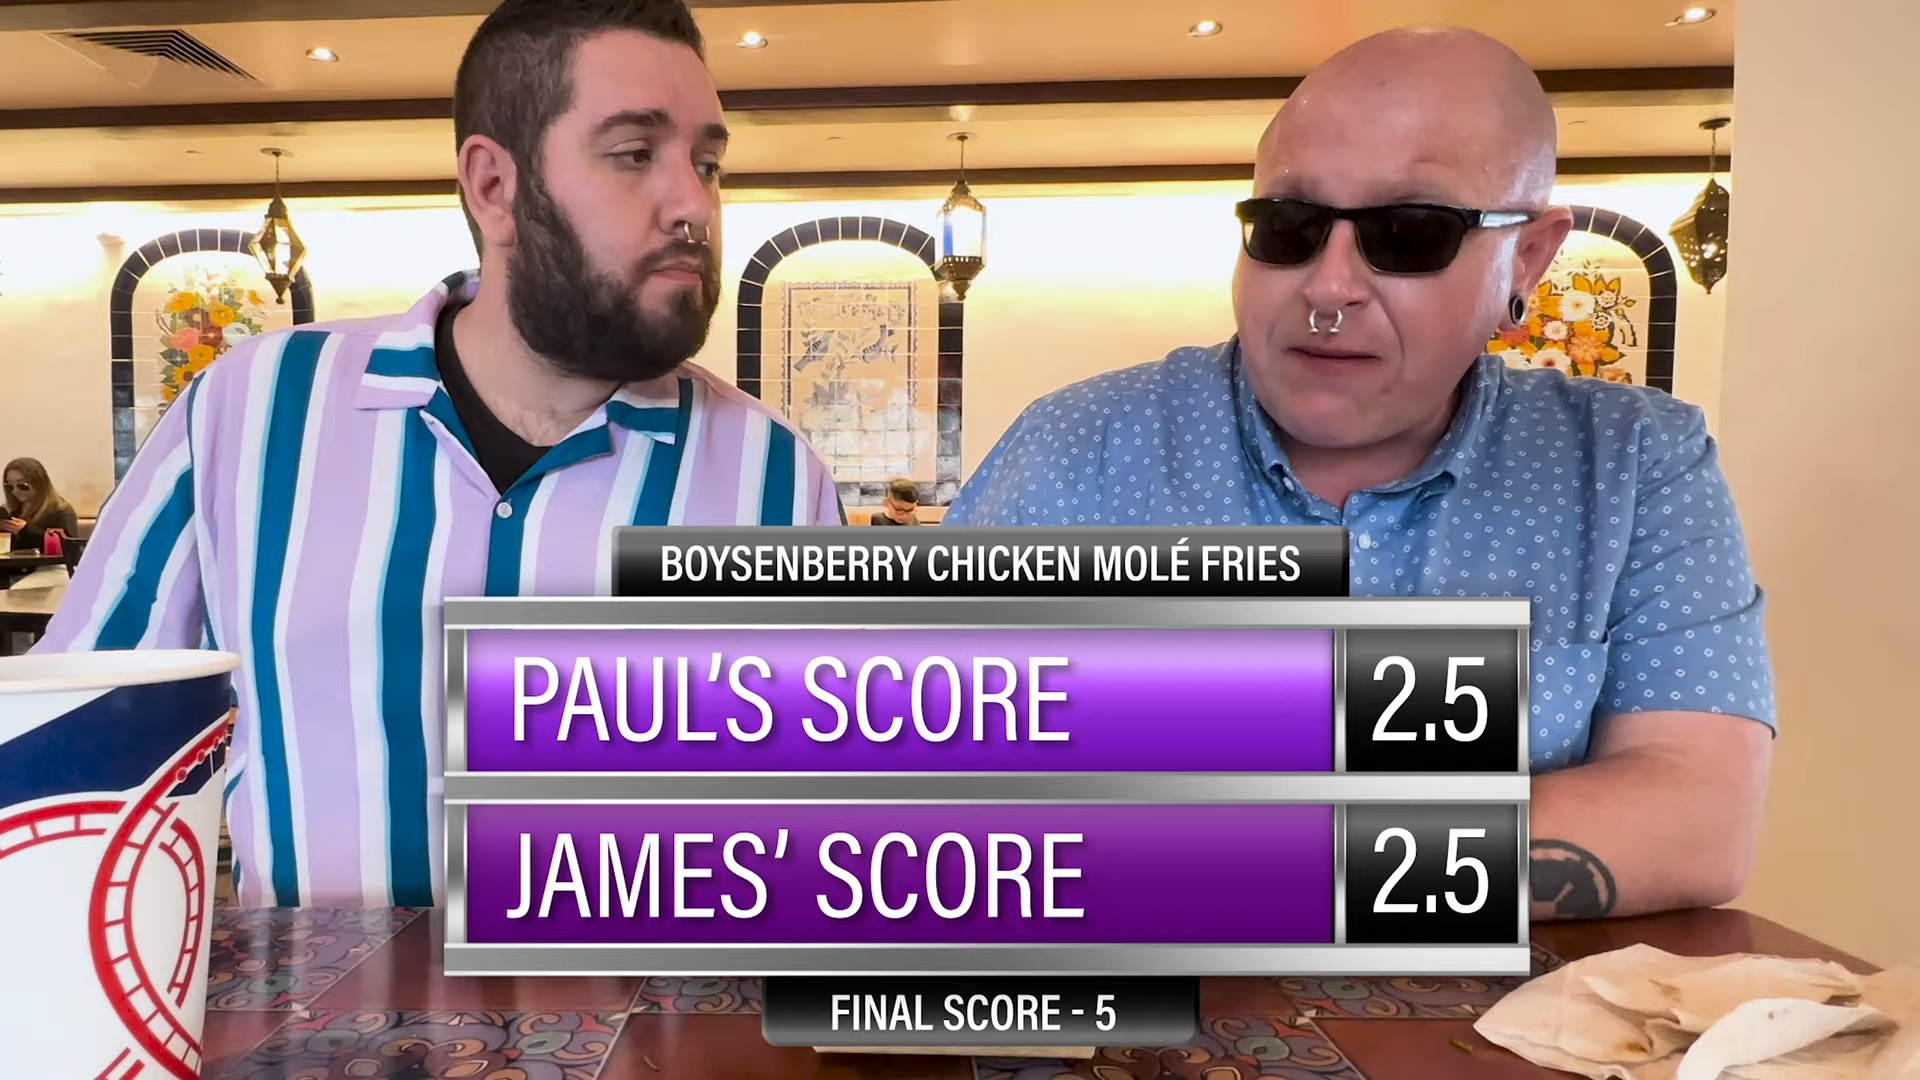 BOYSENBERRY CHICKEN MOLÉ FRIES
PAUL'S SCORE 2.5
JAMES' SCORE 2.5
FINAL SCORE - 5